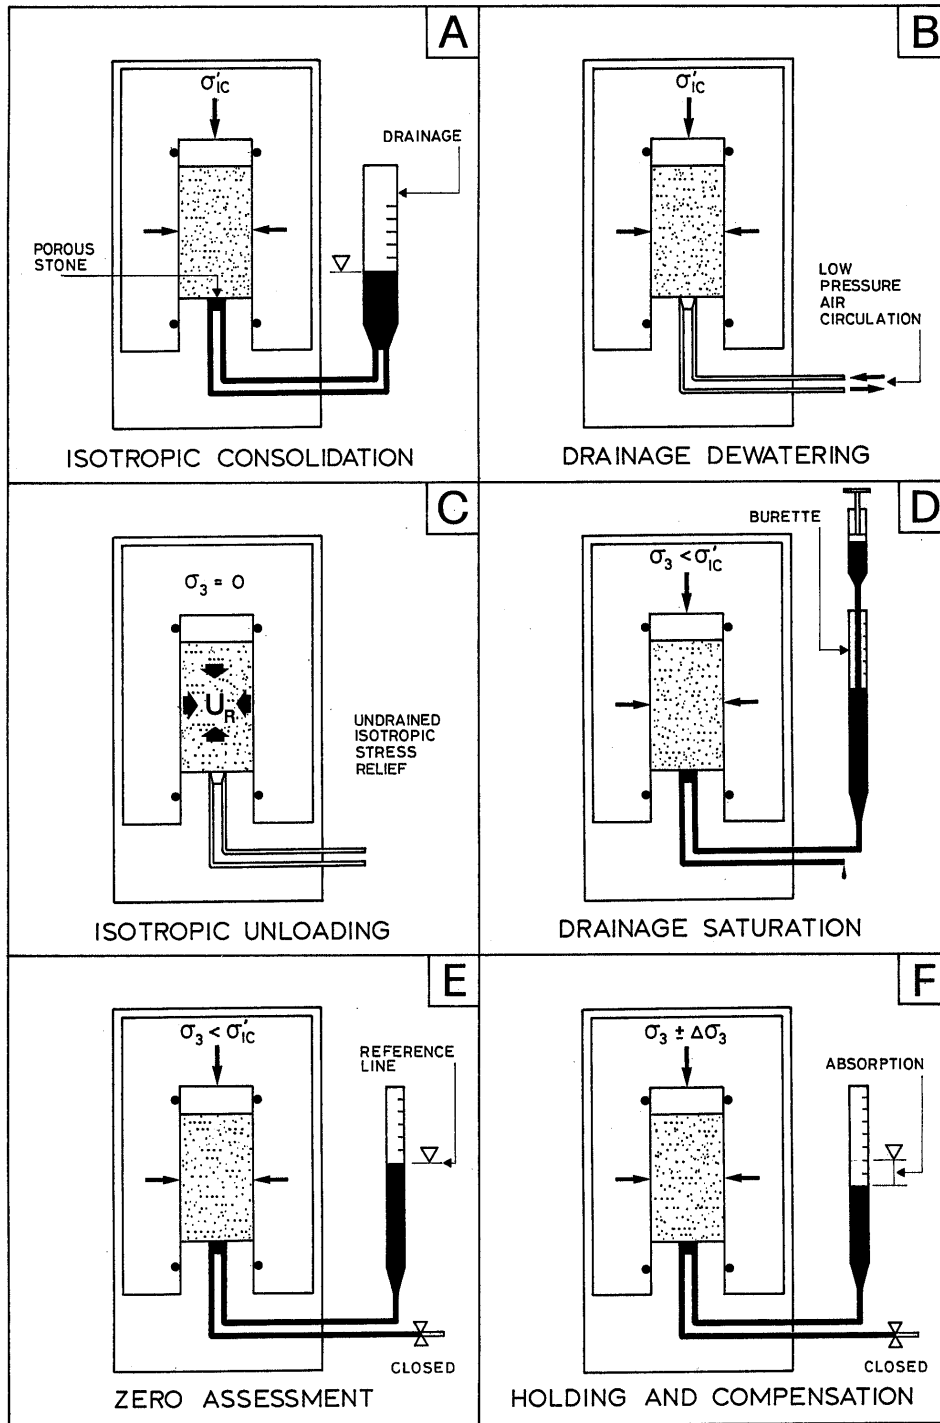 A
σ'IC
DRAINAGE
POROUS
STONE
ISOTROPIC CONSOLIDATION
B
σ'IC
LOW
PRESSURE
AIR
CIRCULATION
DRAINAGE DEWATERING
C
σ3 = 0
UR
UNDRAINED
ISOTROPIC
STRESS
RELIEF
ISOTROPIC UNLOADING
D
BURETTE
σ3 < σ'IC
DRAINAGE SATURATION
E
σ3 < σ'IC
REFERENCE
LINE
CLOSED
ZERO ASSESSMENT
F
σ3 ± Δσ3
ABSORPTION
CLOSED
HOLDING AND COMPENSATION